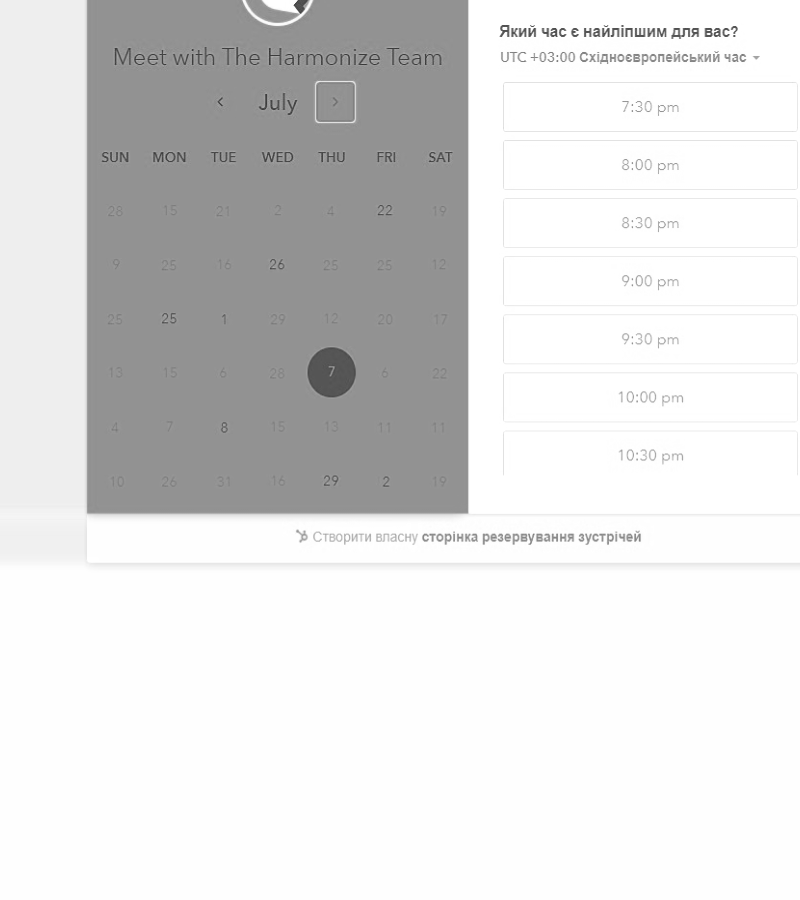 Meet with The Harmonize Team
July
SUN MON TUE WED THU FRI SAT
28 15 21 2 4 22 19
9 25 16 26 25 25 12
25 25 1 29 12 20 17
13 15 6 28 7 6 22
4 7 8 15 13 11 11
10 26 31 16 29 2 19
Який час є найліпшим для вас?
UTC +03:00 Східноєвропейський час
7:30 pm
8:00 pm
8:30 pm
9:00 pm
9:30 pm
10:00 pm
10:30 pm
Створити власну сторінка резервування зустрічей